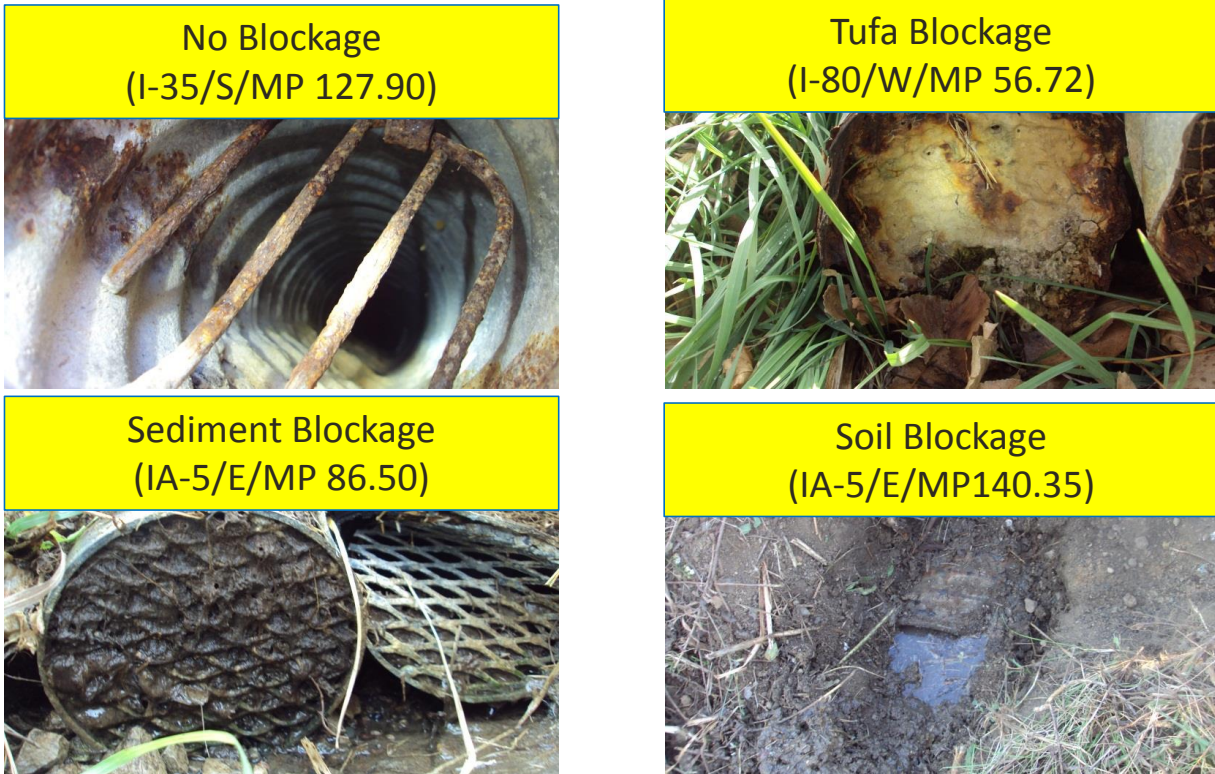 No Blockage
(I-35/S/MP 127.90)
Tufa Blockage
(I-80/W/MP 56.72)
Sediment Blockage
(IA-5/E/MP 86.50)
Soil Blockage
(IA-5/E/MP140.35)